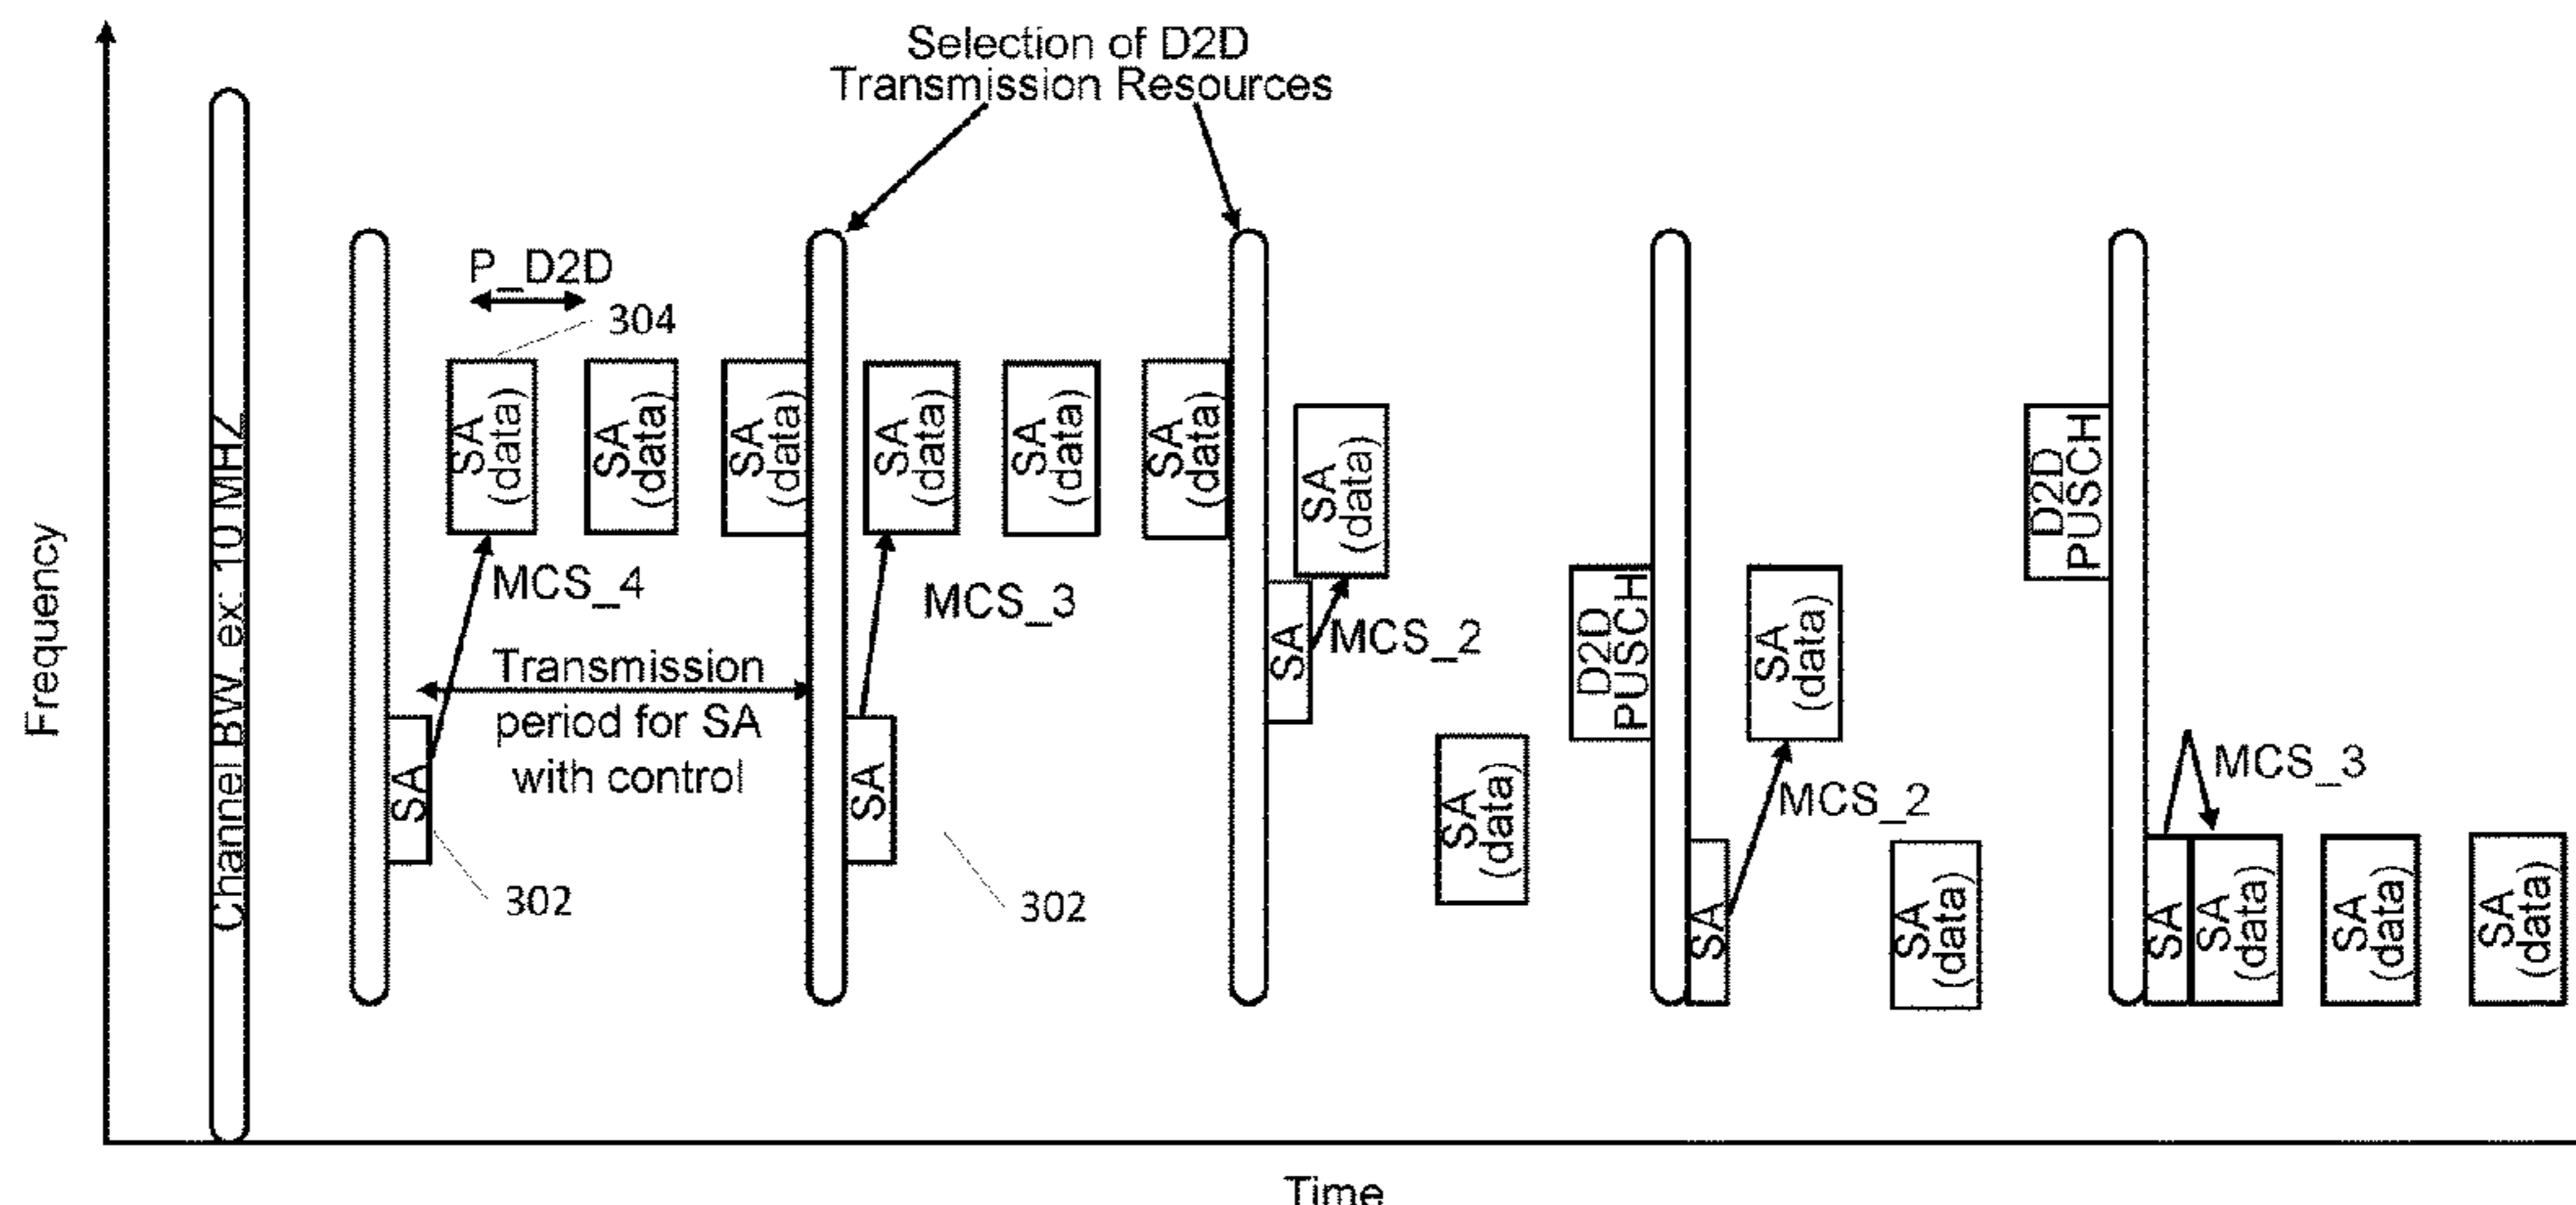 Selection of D2D
Transmission Resources
Frequency
Channel BW, ex: 10 MHZ
P_D2D
304
SA
(data)
SA
(data)
SA
(data)
SA
(data)
SA
(data)
SA
(data)
SA
(data)
D2D
PUSCH
MCS_4
MCS_3
SA
MCS_2
D2D
PUSCH
SA
(data)
Transmission
period for SA
with control
SA
SA
SA
(data)
MCS_2
MCS_3
302
302
SA
SA
(data)
SA
SA
(data)
SA
(data)
SA
(data)
Time